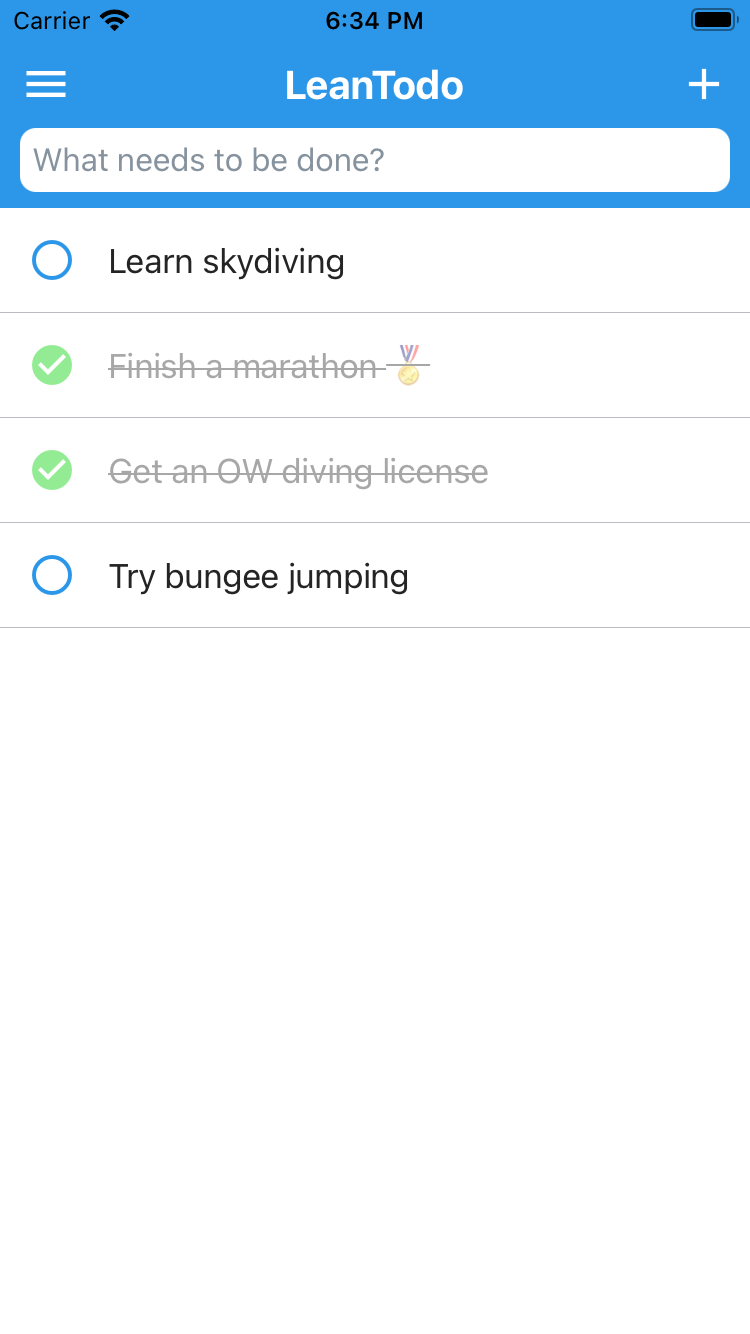 Carrier 6:34 PM
LeanTodo
What needs to be done?
Learn skydiving
Finish a marathon 🏅
Get an OW diving license
Try bungee jumping